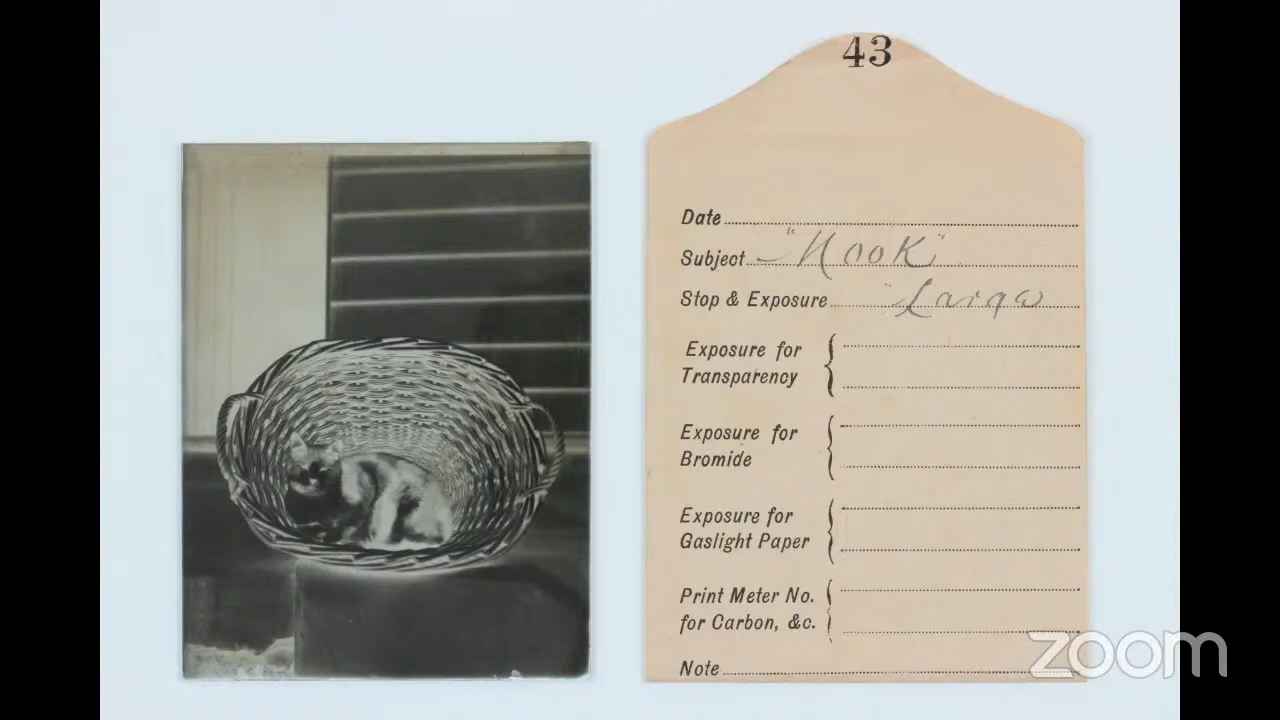 43
Date
Subject "Nook"
Stop & Exposure "Large
Exposure for
Transparency
Exposure for
Bromide
Exposure for
Gaslight Paper
Print Meter No.
for Carbon, &c.
Note
zoom